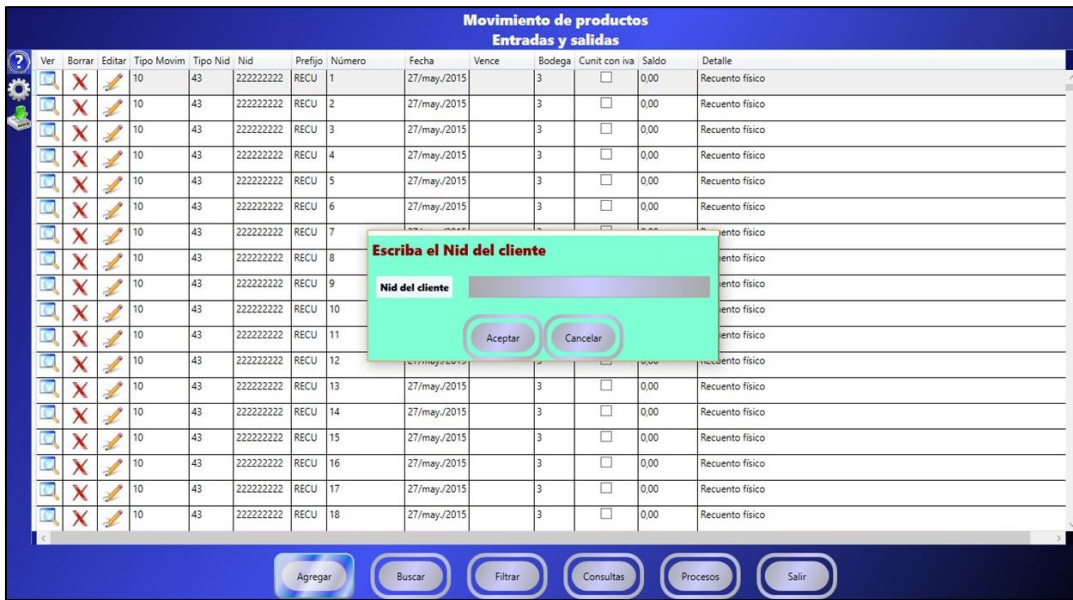 Movimiento de productos
Entradas y salidas
Ver Borrar Editar Tipo Movim Tipo Nid Nid Prefijo Número Fecha Vence Bodega Cunit con iva Saldo Detalle
10 43 222222222 RECU 1 27/may./2015 3 0,00 Recuento físico
10 43 222222222 RECU 2 27/may./2015 3 0,00 Recuento físico
10 43 222222222 RECU 3 27/may./2015 3 0,00 Recuento físico
10 43 222222222 RECU 4 27/may./2015 3 0,00 Recuento físico
10 43 222222222 RECU 5 27/may./2015 3 0,00 Recuento físico
10 43 222222222 RECU 6 27/may./2015 3 0,00 Recuento físico
10 43 222222222 RECU 7
10 43 222222222 RECU 8
10 43 222222222 RECU 9
10 43 222222222 RECU 10
10 43 222222222 RECU 11
10 43 222222222 RECU 12
Escriba el Nid del cliente
Nid del cliente
Aceptar Cancelar
10 43 222222222 RECU 13 27/may./2015 3 0,00 Recuento físico
10 43 222222222 RECU 14 27/may./2015 3 0,00 Recuento físico
10 43 222222222 RECU 15 27/may./2015 3 0,00 Recuento físico
10 43 222222222 RECU 16 27/may./2015 3 0,00 Recuento físico
10 43 222222222 RECU 17 27/may./2015 3 0,00 Recuento físico
10 43 222222222 RECU 18 27/may./2015 3 0,00 Recuento físico
Agregar Buscar Filtrar Consultas Procesos Salir